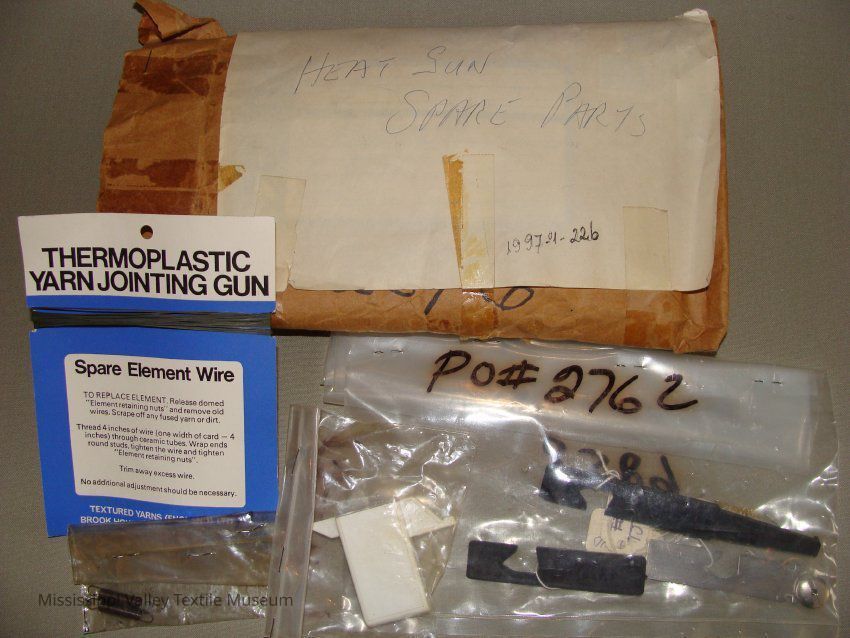 HEAT GUN
SPARE PARTS
1997.21-226
THERMOPLASTIC
YARN JOINTING GUN
Spare Element Wire
TO REPLACE ELEMENT. Release domed
"Element retaining nuts" and remove old
wires. Scrape off any fused yarn or dirt.
Thread 4 inches of wire (one width of card — 4
inches) through ceramic tubes. Wrap ends
round studs, tighten the wire and tighten
"Element retaining nuts".
Trim away excess wire.
No additional adjustment should be necessary.
TEXTURED YARNS
BROOK
PO# 2762
Mississippi Valley Textile Museum